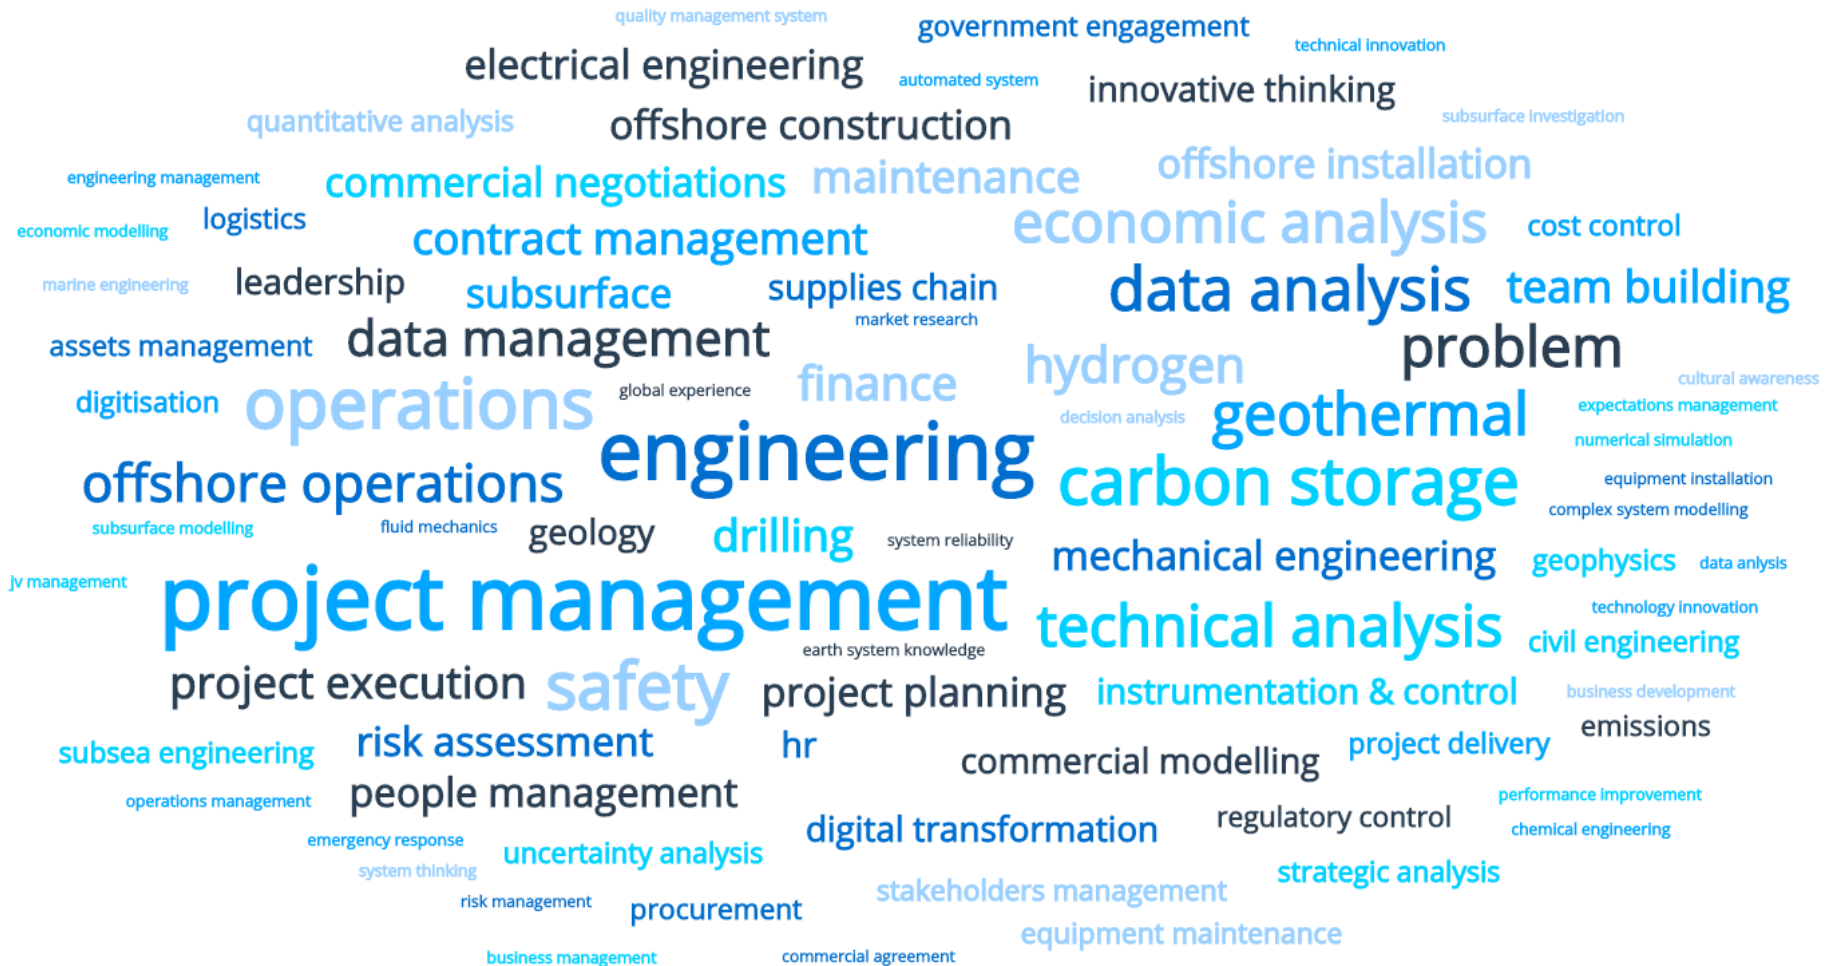 quality management system
government engagement
technical innovation
electrical engineering
automated system
innovative thinking
quantitative analysis
offshore construction
subsurface investigation
engineering management
commercial negotiations
maintenance
offshore installation
economic modelling
logistics
contract management
economic analysis
cost control
marine engineering
leadership
subsurface
supplies chain
data analysis
team building
market research
assets management
data management
problem
hydrogen
digitisation
operations
global experience
finance
cultural awareness
decision analysis
geothermal
expectations management
engineering
numerical simulation
offshore operations
carbon storage
equipment installation
complex system modelling
subsurface modelling
fluid mechanics
geology
drilling
system reliability
mechanical engineering
geophysics
data anlysis
jv management
project management
technical analysis
technology innovation
civil engineering
earth system knowledge
project execution
safety
project planning
instrumentation & control
business development
emissions
subsea engineering
risk assessment
hr
commercial modelling
project delivery
operations management
people management
performance improvement
digital transformation
regulatory control
chemical engineering
emergency response
uncertainty analysis
system thinking
strategic analysis
stakeholders management
risk management
procurement
equipment maintenance
business management
commercial agreement